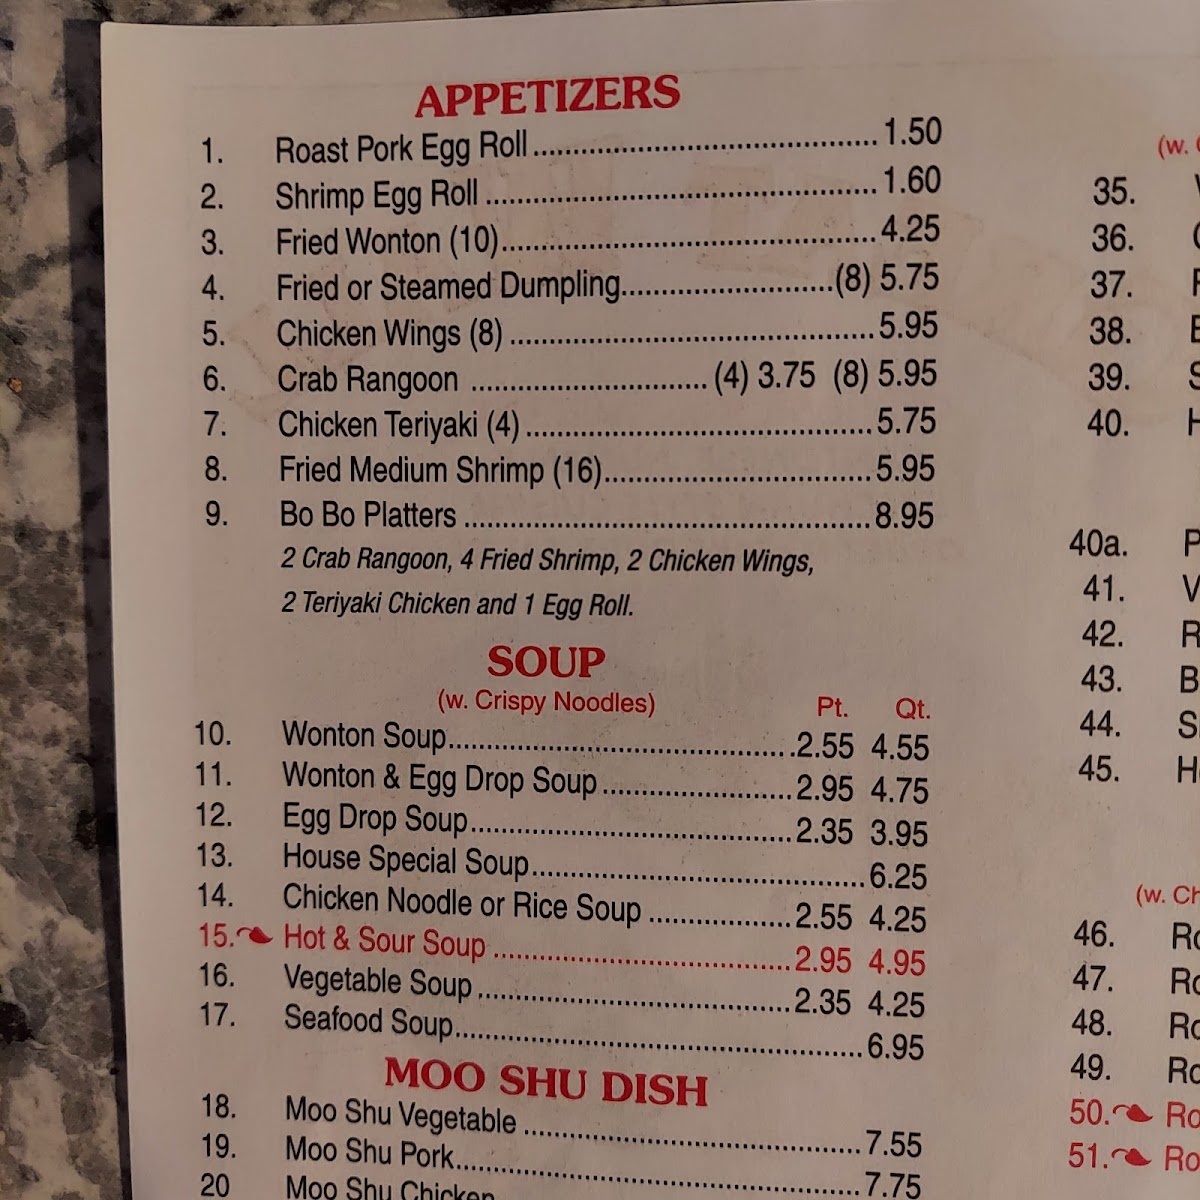 APPETIZERS
1. Roast Pork Egg Roll 1.50
2. Shrimp Egg Roll 1.60
3. Fried Wonton (10) 4.25
4. Fried or Steamed Dumpling (8) 5.75
5. Chicken Wings (8) 5.95
6. Crab Rangoon (4) 3.75 (8) 5.95
7. Chicken Teriyaki (4) 5.75
8. Fried Medium Shrimp (16) 5.95
9. Bo Bo Platters 8.95
2 Crab Rangoon, 4 Fried Shrimp, 2 Chicken Wings,
2 Teriyaki Chicken and 1 Egg Roll.
SOUP
(w. Crispy Noodles) Pt. Qt.
10. Wonton Soup 2.55 4.55
11. Wonton & Egg Drop Soup 2.95 4.75
12. Egg Drop Soup 2.35 3.95
13. House Special Soup 6.25
14. Chicken Noodle or Rice Soup 2.55 4.25
15. Hot & Sour Soup 2.95 4.95
16. Vegetable Soup 2.35 4.25
17. Seafood Soup 6.95
MOO SHU DISH
18. Moo Shu Vegetable 7.55
19. Moo Shu Pork 7.75
20 Moo Shu Chicken
(w.
35.
36.
37.
38.
39.
40.
40a.
41.
42.
43.
44.
45.
(w. Ch
46. Ro
47. Ro
48. Ro
49. Ro
50. Ro
51. Ro